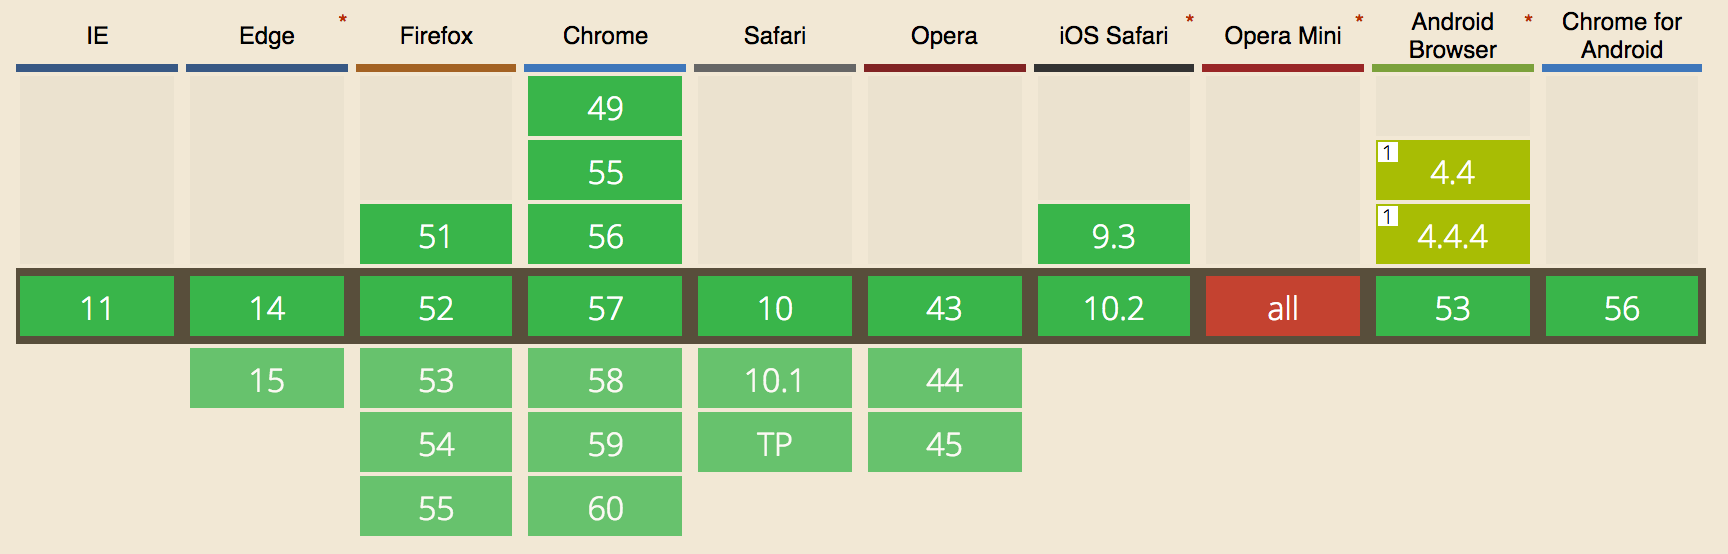 IE Edge * Firefox Chrome Safari Opera iOS Safari * Opera Mini * Android Browser * Chrome for Android
49
55 1 4.4
51 56 9.3 1 4.4.4
11 14 52 57 10 43 10.2 all 53 56
15 53 58 10.1 44
54 59 TP 45
55 60